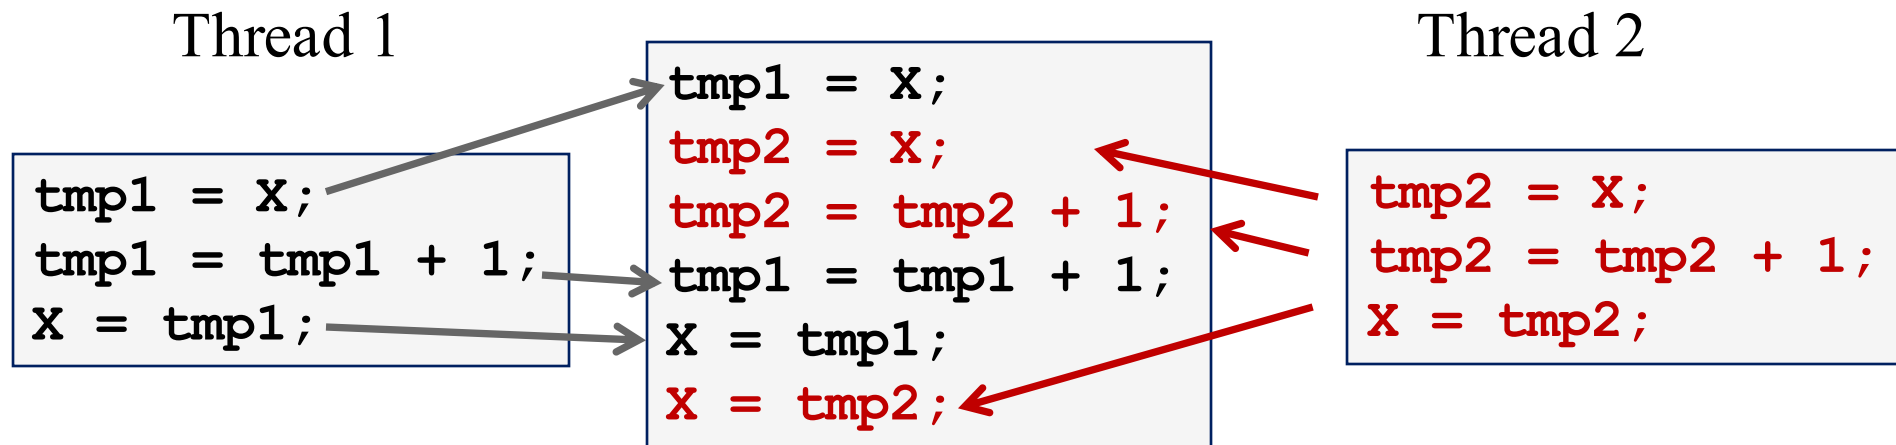 Thread 1
tmp1 = X;
tmp1 = tmp1 + 1;
X = tmp1;
tmp1 = X;
tmp2 = X;
tmp2 = tmp2 + 1;
tmp1 = tmp1 + 1;
X = tmp1;
X = tmp2;
Thread 2
tmp2 = X;
tmp2 = tmp2 + 1;
X = tmp2;